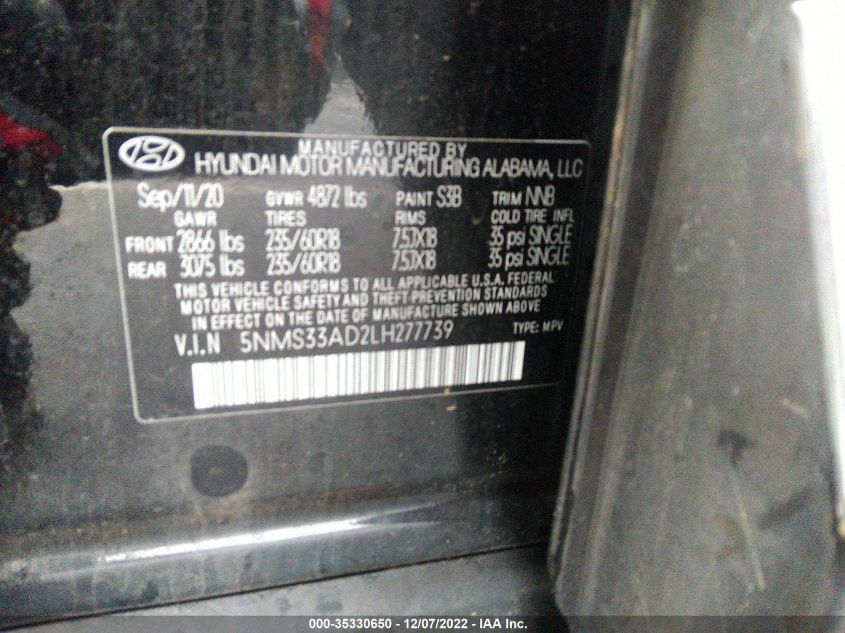 MANUFACTURED BY
HYUNDAI MOTOR MANUFACTURING ALABAMA, LLC
Sep/11/20 GVWR 4872 lbs PAINT S3B TRIM NNB
GAWR TIRES RIMS COLD TIRE INFL
FRONT 2866 lbs 235/60R18 7.5JX18 35 psi SINGLE
REAR 3075 lbs 235/60R18 7.5JX18 35 psi SINGLE
THIS VEHICLE CONFORMS TO ALL APPLICABLE U.S.A. FEDERAL
MOTOR VEHICLE SAFETY AND THEFT PREVENTION STANDARDS
IN EFFECT ON THE DATE OF MANUFACTURE SHOWN ABOVE
V.I.N 5NMS33AD2LH277739 TYPE: MPV
000-35330650 - 12/07/2022 - IAA Inc.